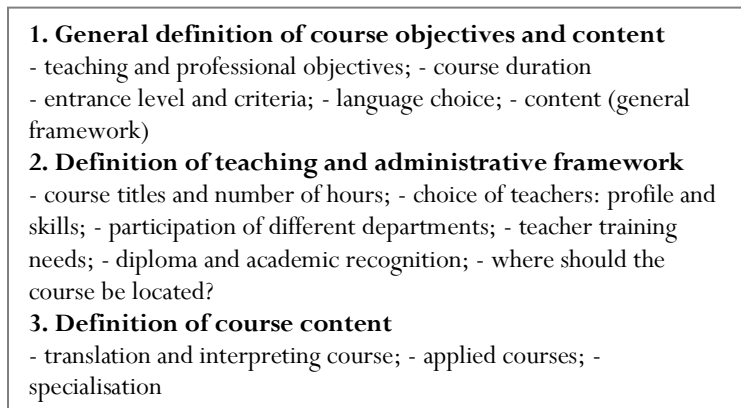 1. General definition of course objectives and content
- teaching and professional objectives; - course duration
- entrance level and criteria; - language choice; - content (general
framework)
2. Definition of teaching and administrative framework
- course titles and number of hours; - choice of teachers: profile and
skills; - participation of different departments; - teacher training
needs; - diploma and academic recognition; - where should the
course be located?
3. Definition of course content
- translation and interpreting course; - applied courses; -
specialisation